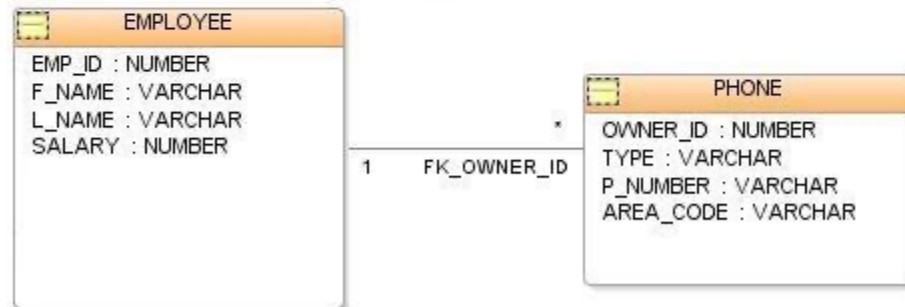 EMPLOYEE
EMP_ID : NUMBER
F_NAME : VARCHAR
L_NAME : VARCHAR
SALARY : NUMBER
1
FK_OWNER_ID
*
PHONE
OWNER_ID : NUMBER
TYPE : VARCHAR
P_NUMBER : VARCHAR
AREA_CODE : VARCHAR